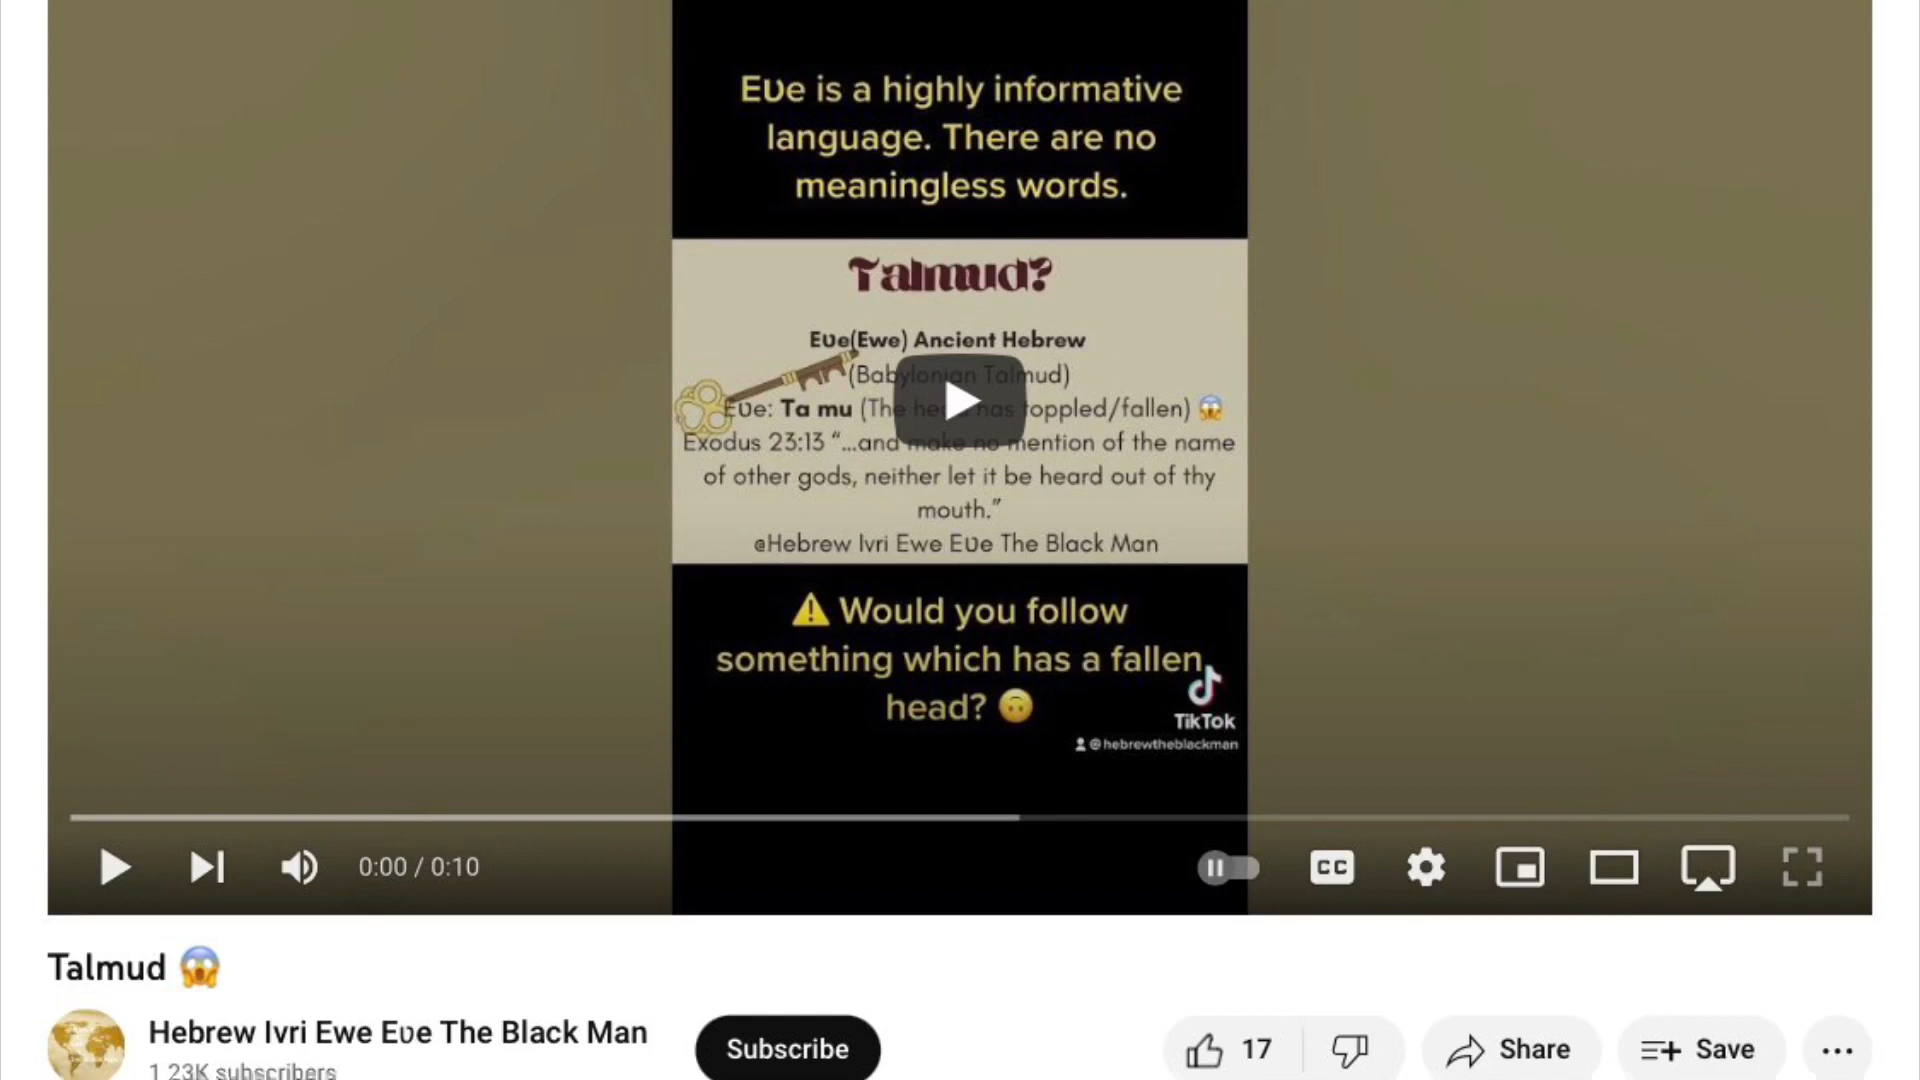 Eʋe is a highly informative
language. There are no
meaningless words.
Talmud?
Eʋe(Ewe) Ancient Hebrew
(Babylonian Talmud)
Eʋe: Ta mu (The head has toppled/fallen) 😱
Exodus 23:13 “...and make no mention of the name
of other gods, neither let it be heard out of thy
mouth.”
@Hebrew Ivri Ewe Eʋe The Black Man
⚠️ Would you follow
something which has a fallen
head? 🙃
TikTok
@hebrewtheblackman
0:00 / 0:10
CC
Talmud 😱
Hebrew Ivri Ewe Eʋe The Black Man
1.23K subscribers
Subscribe
17
Share
Save